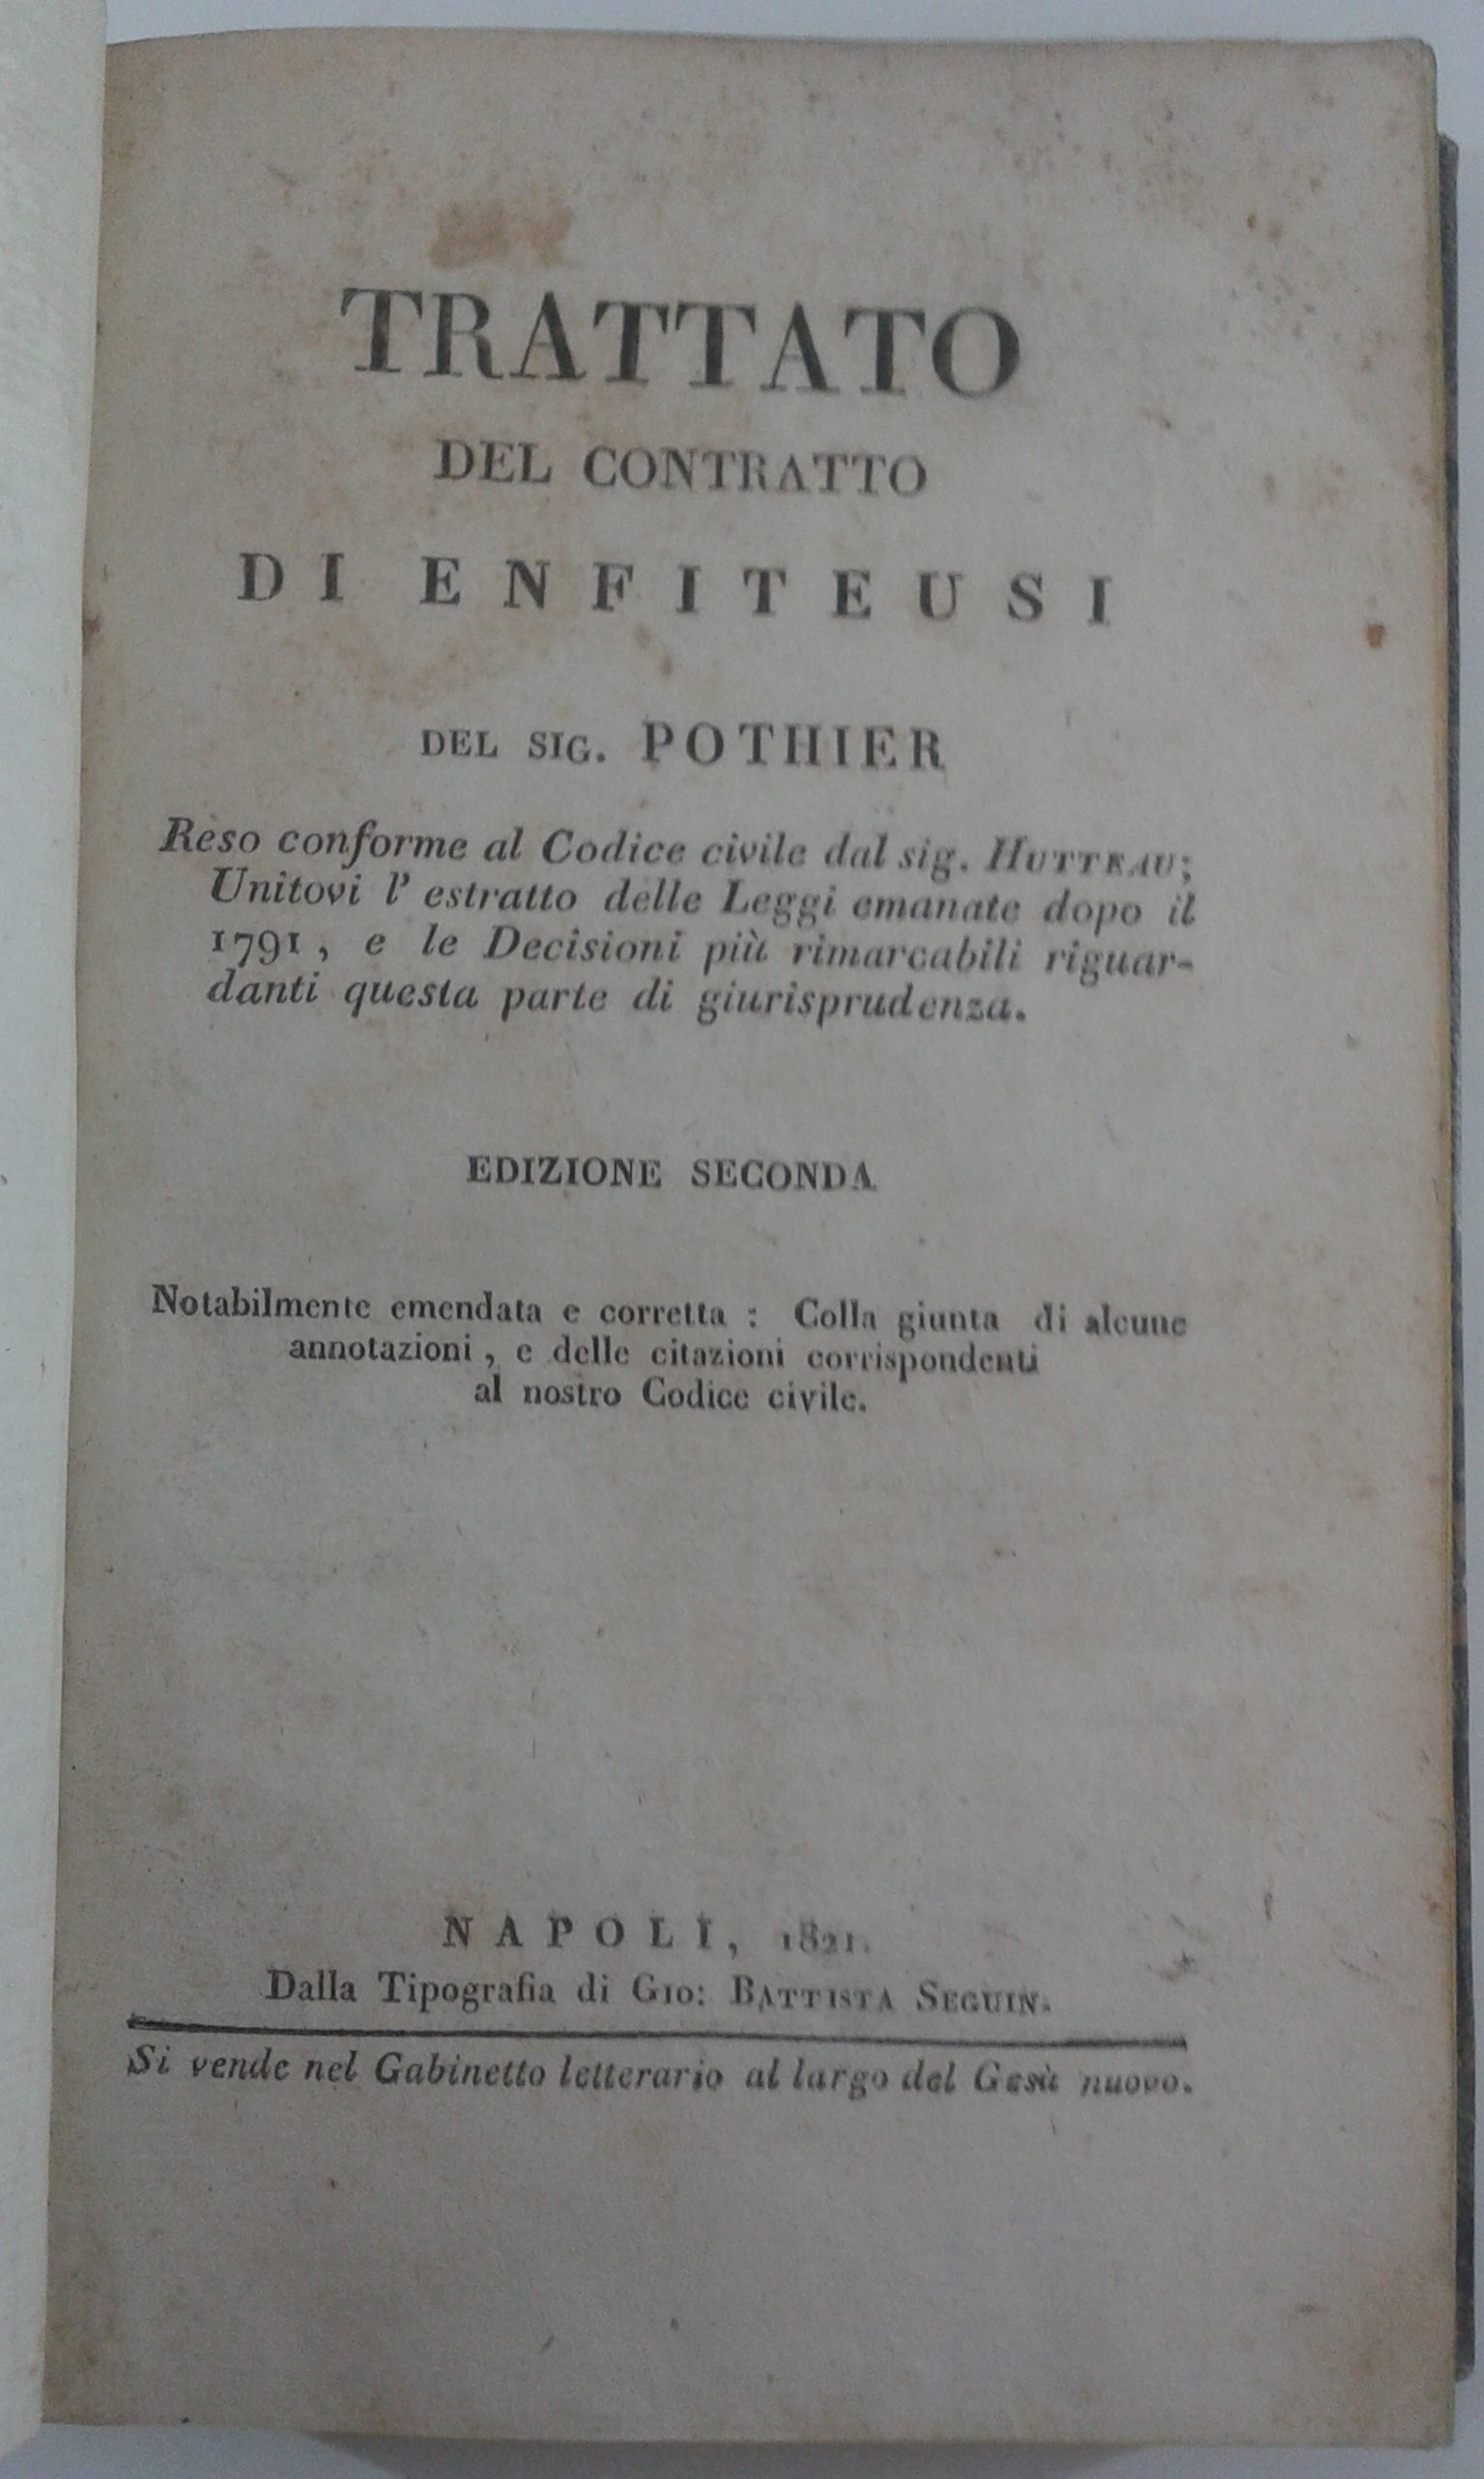 TRATTATO
DEL CONTRATTO
DI ENFITEUSI
DEL SIG. POTHIER
Reso conforme al Codice civile dal sig. HUTTEAU;
Unitovi l' estratto delle Leggi emanate dopo il
1791, e le Decisioni più rimarcabili riguar-
danti questa parte di giurisprudenza.
EDIZIONE SECONDA
Notabilmente emendata e corretta : Colla giunta di alcune
annotazioni, e delle citazioni corrispondenti
al nostro Codice civile.
NAPOLI, 1821.
Dalla Tipografia di GIO: BATTISTA SEGUIN.
Si vende nel Gabinetto letterario al largo del Gesù nuovo.